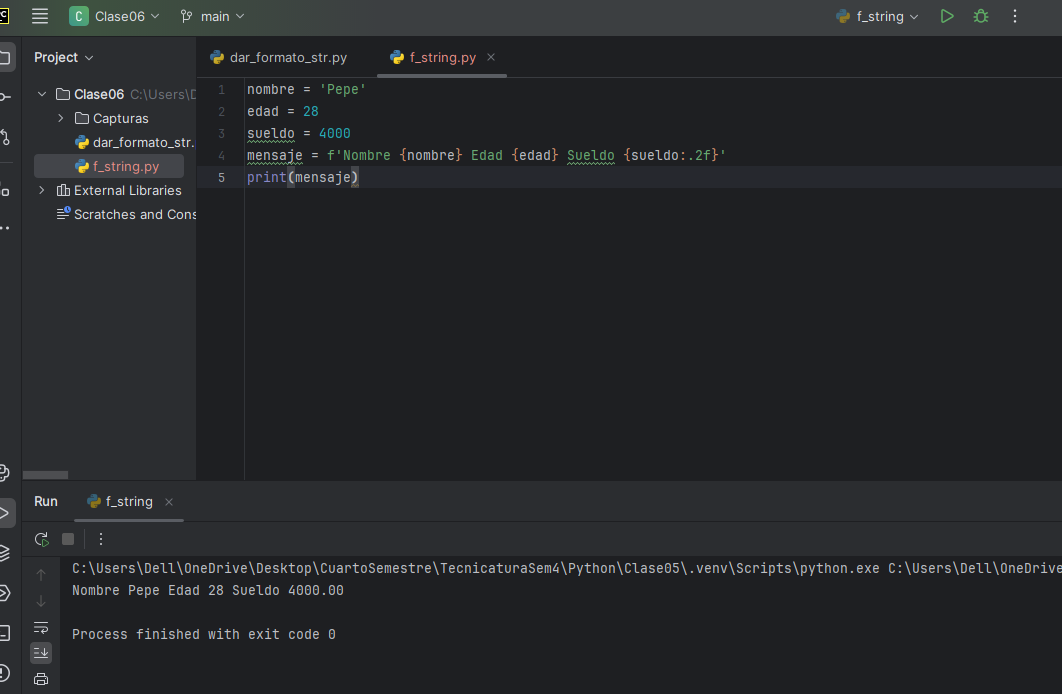 PC
C Clase06 main f_string
Project
dar_formato_str.py f_string.py
Clase06 C:\Users\D
Capturas
dar_formato_str.
f_string.py
External Libraries
Scratches and Cons
1 nombre = 'Pepe'
2 edad = 28
3 sueldo = 4000
4 mensaje = f'Nombre {nombre} Edad {edad} Sueldo {sueldo:.2f}'
5 print(mensaje)
Run f_string
C:\Users\Dell\OneDrive\Desktop\CuartoSemestre\TecnicaturaSem4\Python\Clase05\.venv\Scripts\python.exe C:\Users\Dell\OneDrive
Nombre Pepe Edad 28 Sueldo 4000.00
Process finished with exit code 0